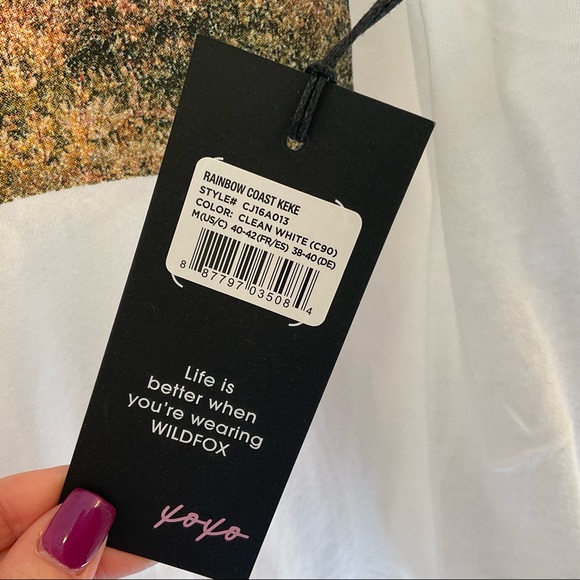 RAINBOW COAST KEKE
STYLE# CJ16A013
COLOR: CLEAN WHITE (C90)
M(US/C) 40-42(FR/ES) 38-40(DE)
8 87797 03508 4
Life is
better when
you're wearing
WILDFOX
xoxo